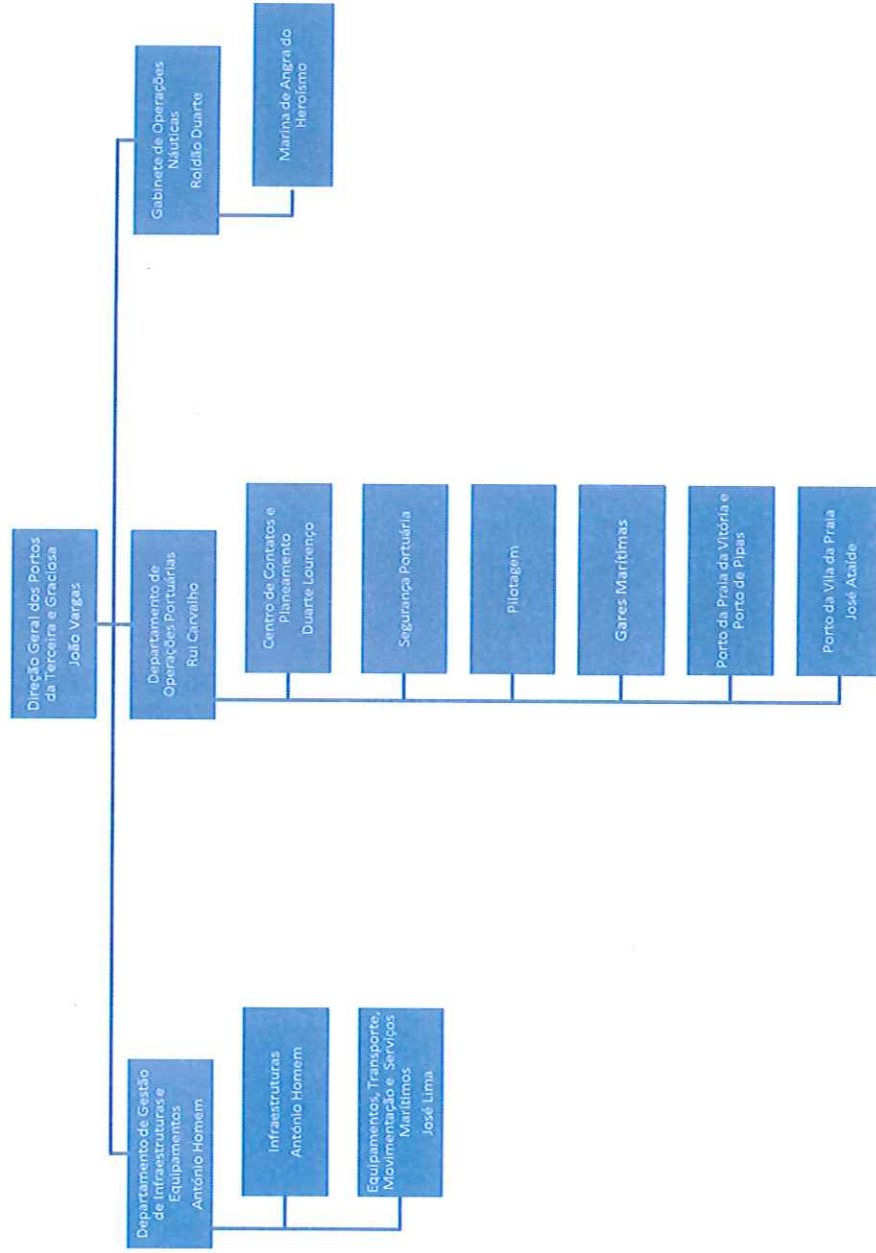 Direção Geral dos Portos
da Terceira e Graciosa
João Vargas
Departamento de Gestão
de Infraestruturas e
Equipamentos
António Homem
Infraestruturas
António Homem
Equipamentos, Transporte,
Movimentação e Serviços
Marítimos
José Lima
Departamento de
Operações Portuárias
Rui Carvalho
Centro de Contatos e
Planeamento
Duarte Lourenço
Segurança Portuária
Pilotagem
Gares Marítimas
Porto da Praia da Vitória e
Porto de Pipas
Porto da Vila da Praia
José Ataíde
Gabinete de Operações
Náuticas
Roldão Duarte
Marina de Angra do
Heroísmo